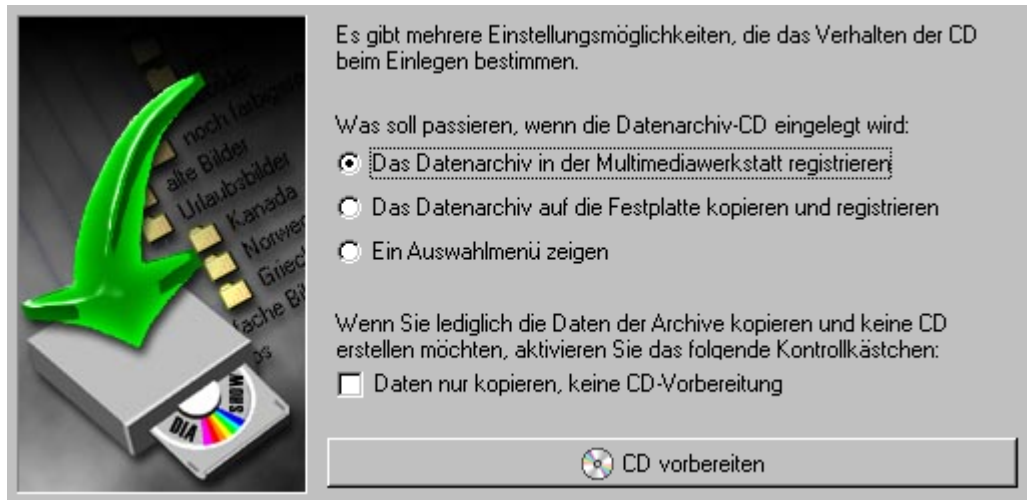 Es gibt mehrere Einstellungsmöglichkeiten, die das Verhalten der CD
beim Einlegen bestimmen.
Was soll passieren, wenn die Datenarchiv-CD eingelegt wird:
Das Datenarchiv in der Multimediawerkstatt registrieren
Das Datenarchiv auf die Festplatte kopieren und registrieren
Ein Auswahlmenü zeigen
Wenn Sie lediglich die Daten der Archive kopieren und keine CD
erstellen möchten, aktivieren Sie das folgende Kontrollkästchen:
Daten nur kopieren, keine CD-Vorbereitung
CD vorbereiten
noch
alte Bilder
Urlaubsbilder
Kanada
DIA
SHOW